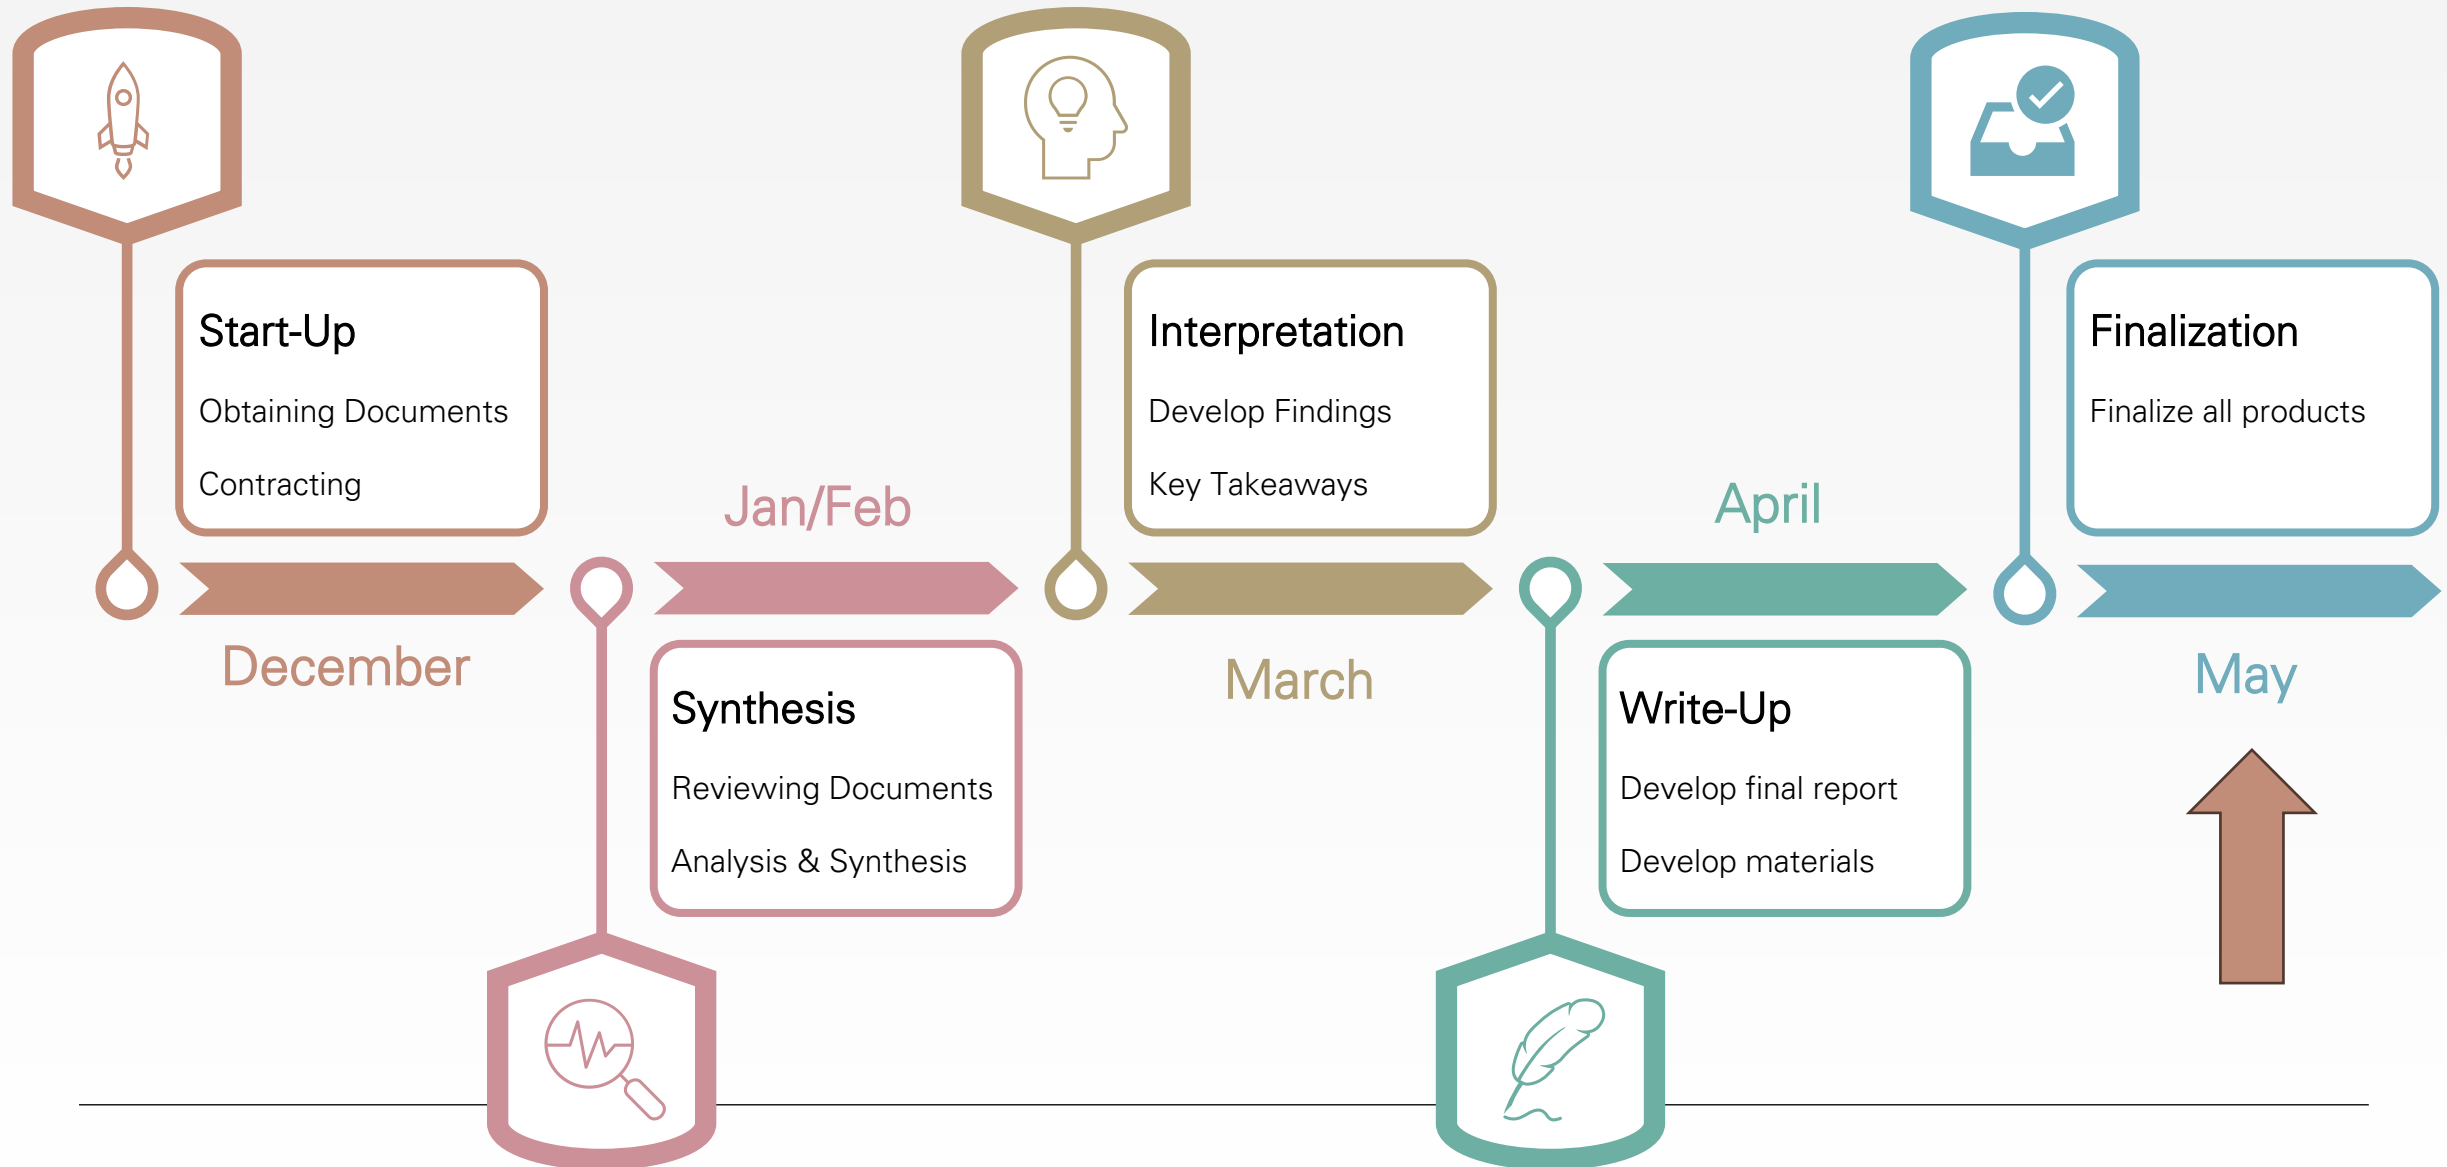 Start-Up
Obtaining Documents
Contracting
December
Jan/Feb
Synthesis
Reviewing Documents
Analysis & Synthesis
Interpretation
Develop Findings
Key Takeaways
March
April
Write-Up
Develop final report
Develop materials
Finalization
Finalize all products
May